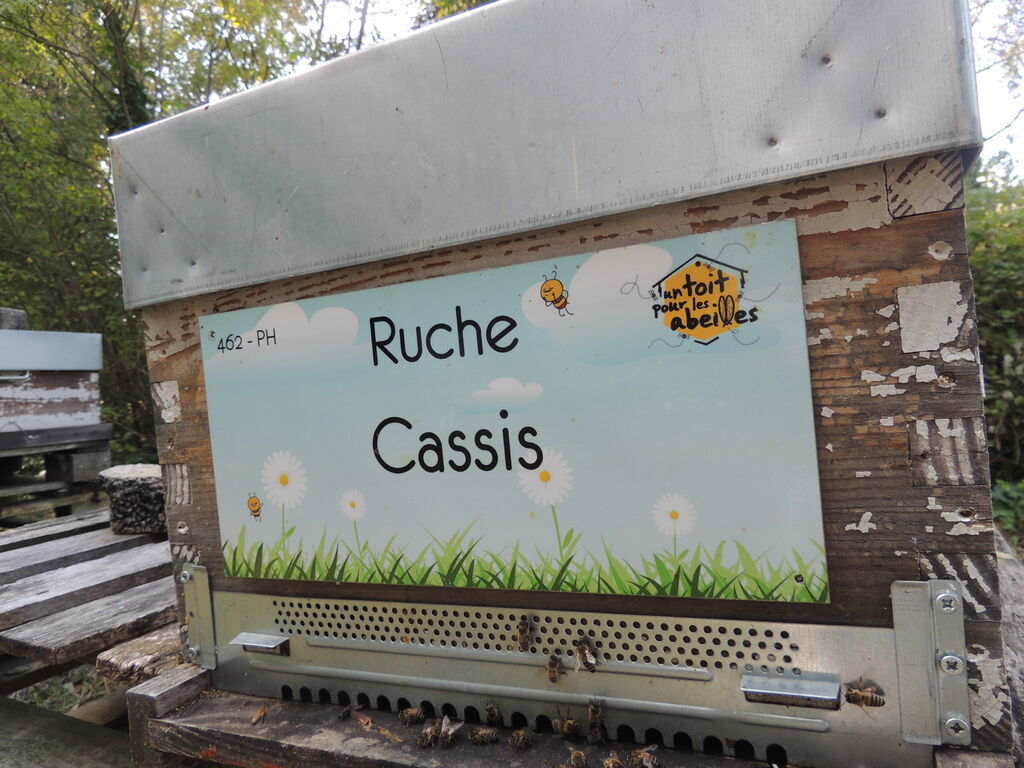 462 - PH
Ruche
Cassis
un toit
pour les
abeilles